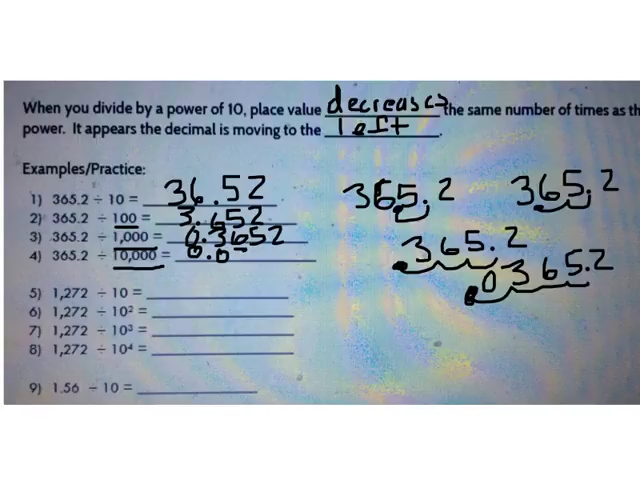 When you divide by a power of 10, place value decreases the same number of times as th
power. It appears the decimal is moving to the left.
Examples/Practice:
1) 365.2 ÷ 10 = 36.52
2) 365.2 ÷ 100 = 3.652
3) 365.2 ÷ 1,000 = 0.3652
4) 365.2 ÷ 10,000 = 0.0
365.2 365.2
.365.2
.0365.2
5) 1,272 ÷ 10 =
6) 1,272 ÷ 10² =
7) 1,272 ÷ 10³ =
8) 1,272 ÷ 10⁴ =
9) 1.56 ÷ 10 =